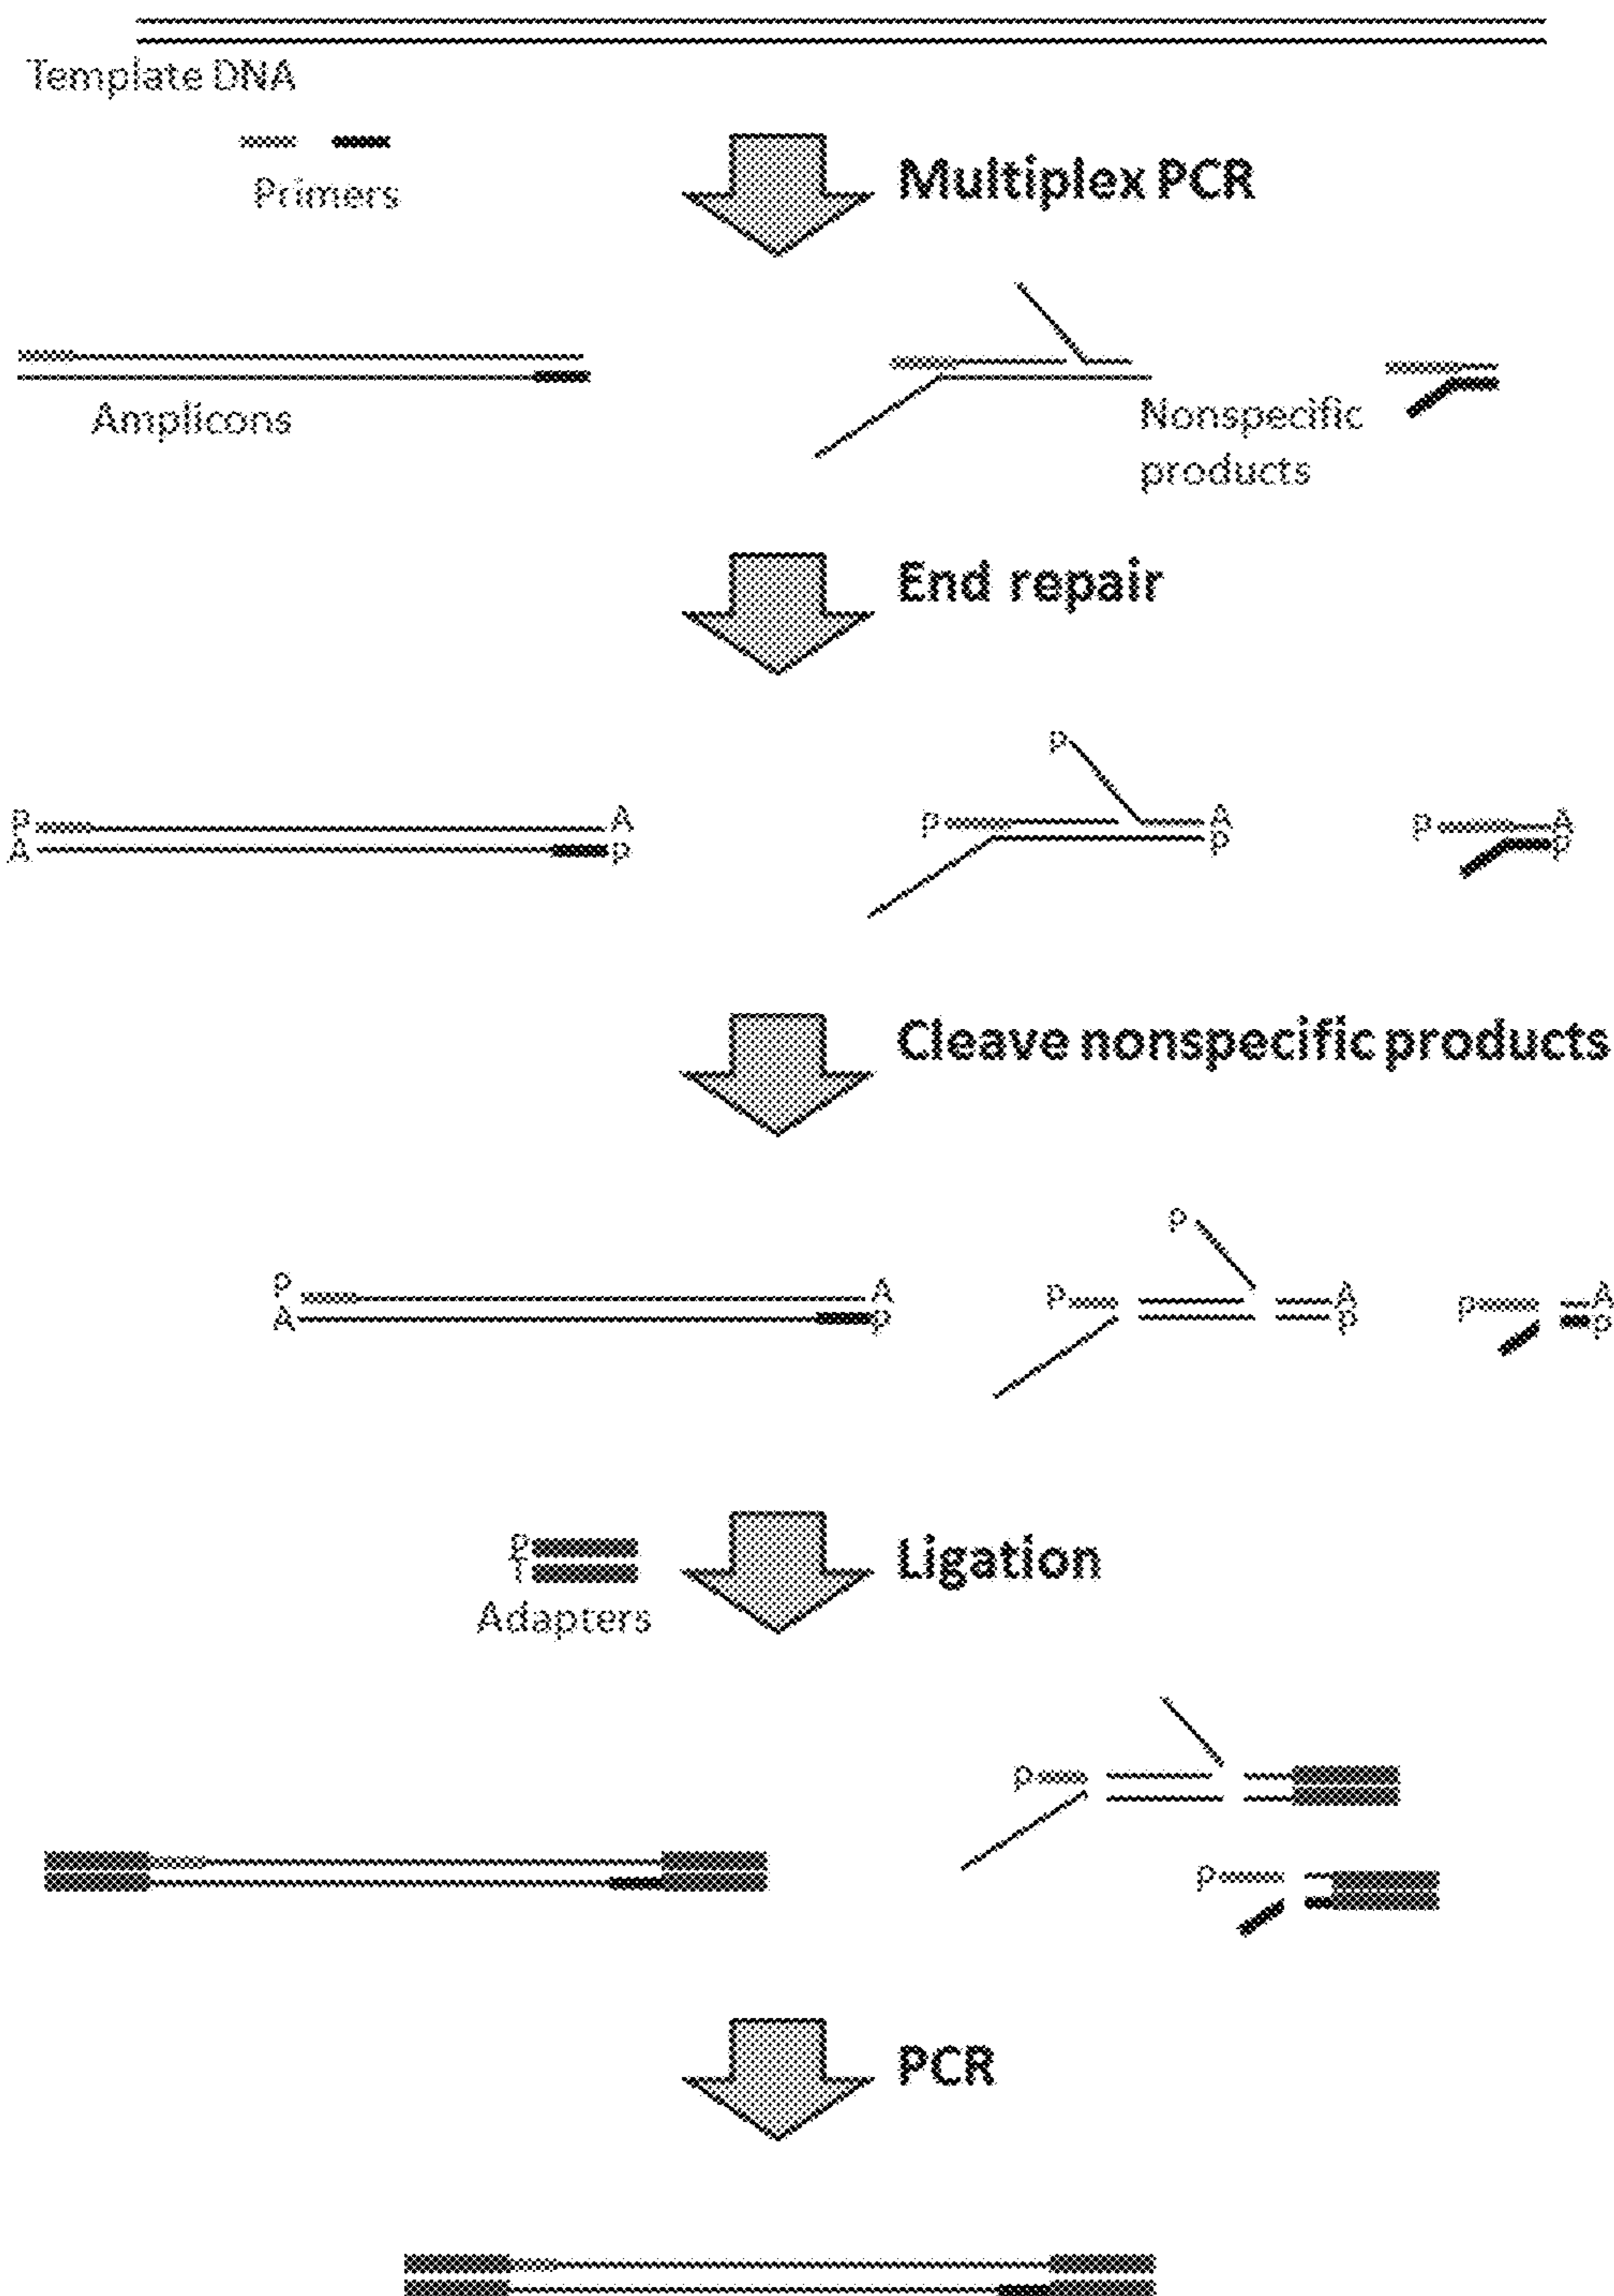 Template DNA
Primers
Multiplex PCR
Amplicons
Nonspecific
products
End repair
P
P A
A P
P A
P
P A
P
Cleave nonspecific products
P
P A
A P
P A
P
P A
P
P
T
Adapters
Ligation
P
P
PCR